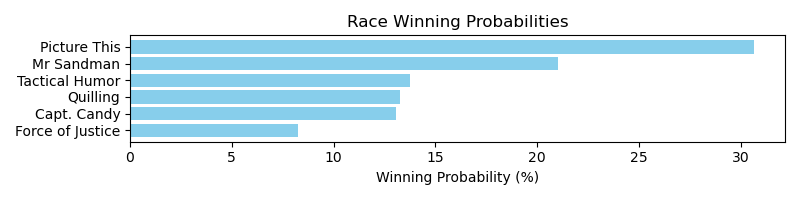 Race Winning Probabilities
Picture This
Mr Sandman
Tactical Humor
Quilling
Capt. Candy
Force of Justice
0 5 10 15 20 25 30
Winning Probability (%)